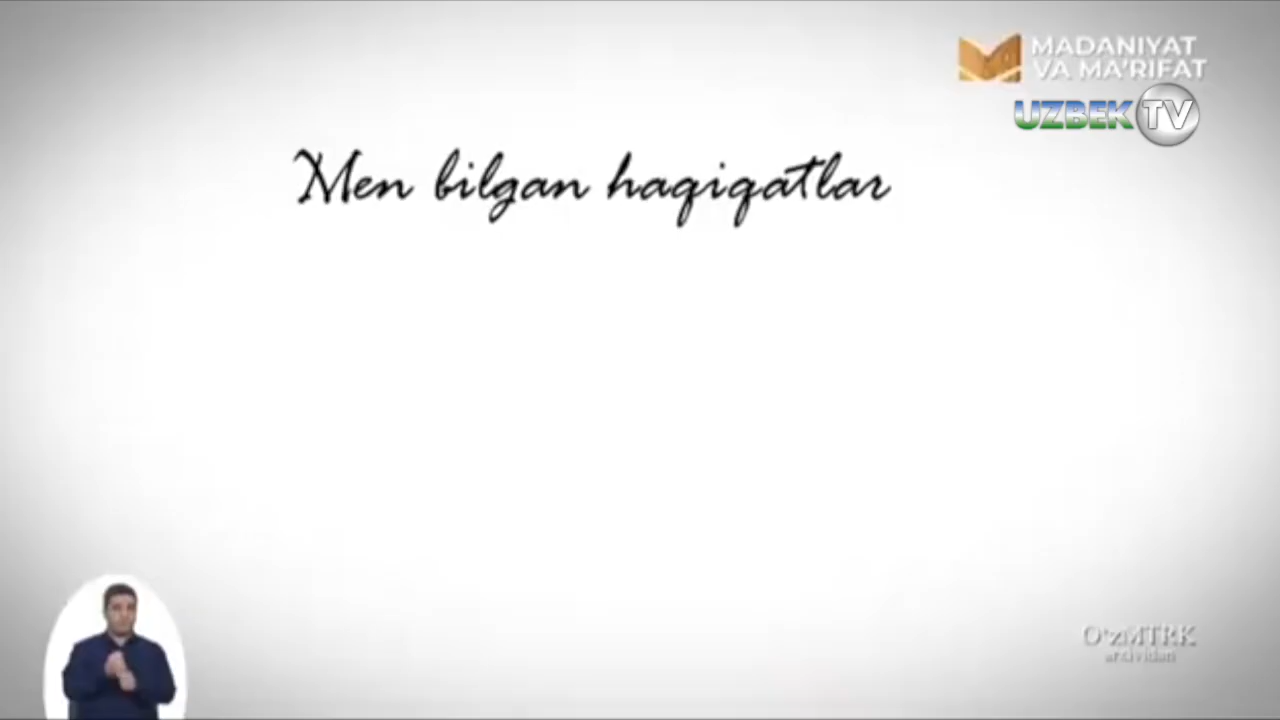 MADANIYAT
VA MA'RIFAT
UZBEK TV
Men bilgan haqiqatlar
O'zMTRK
arxividan